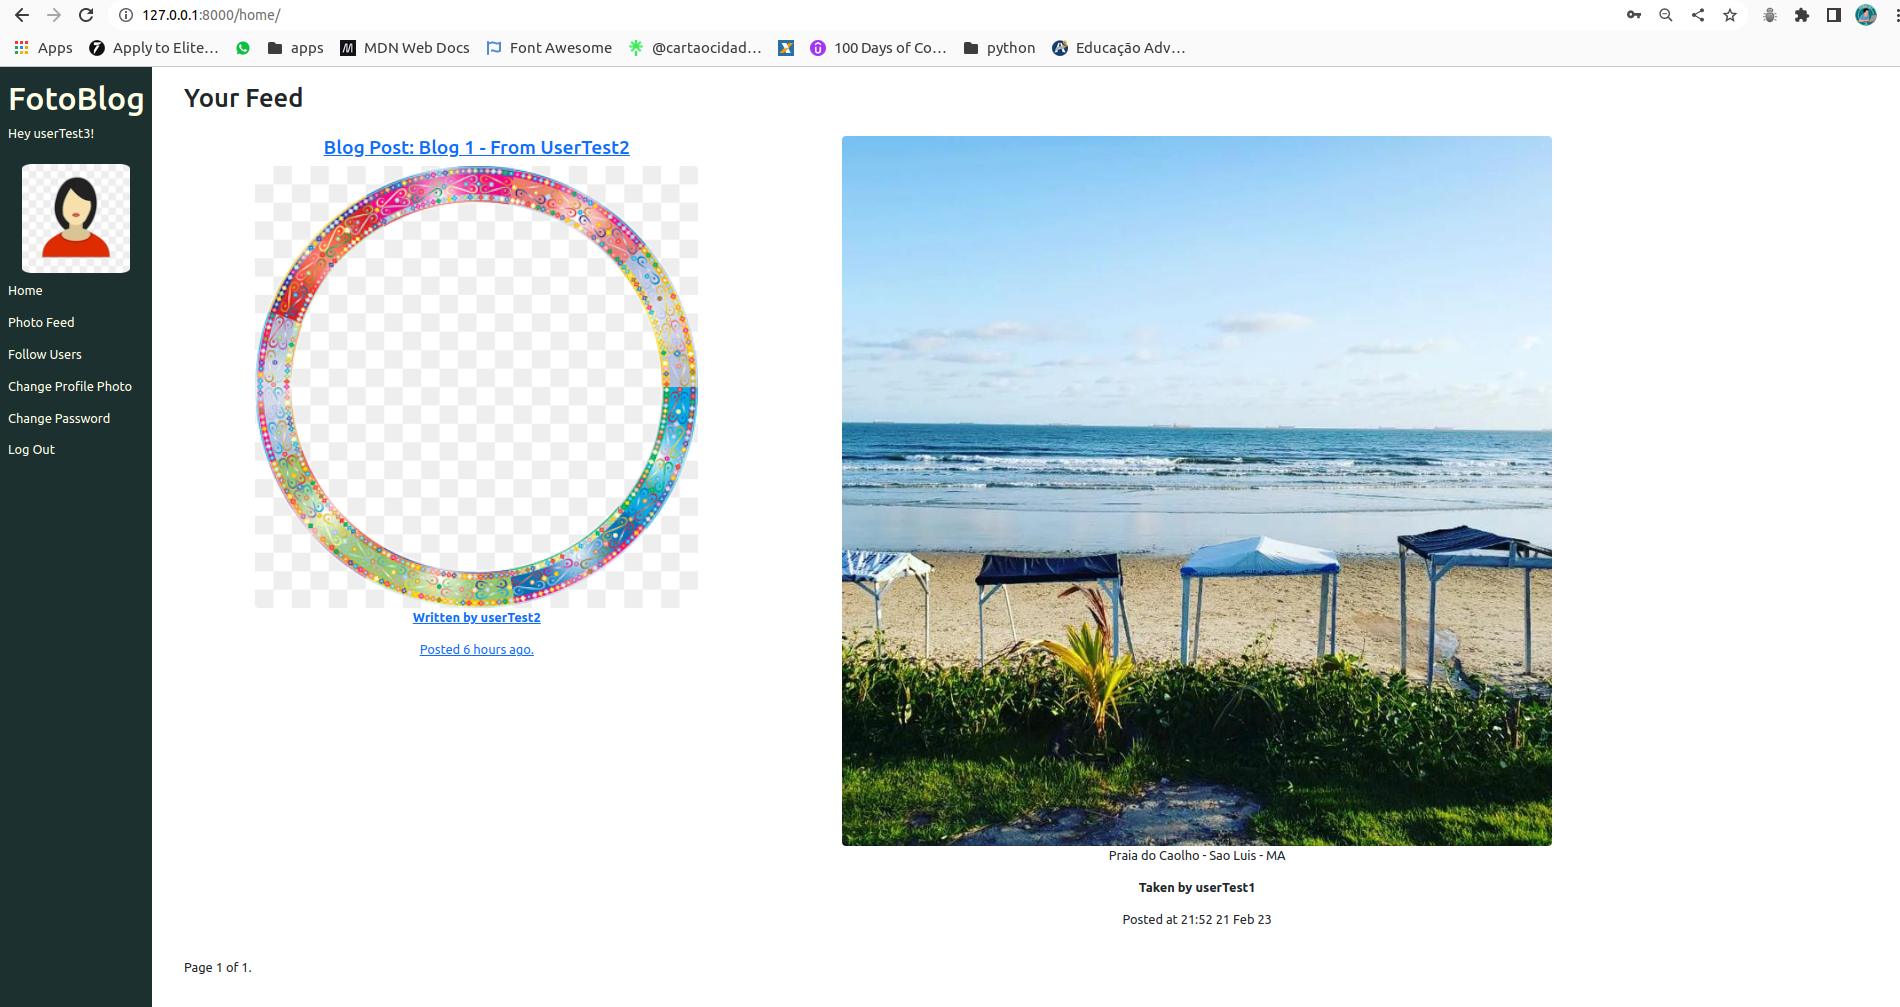 127.0.0.1:8000/home/
Apps
Apply to Elite…
apps
MDN Web Docs
Font Awesome
@cartaocidad…
100 Days of Co…
python
Educação Adv…
FotoBlog
Hey userTest3!
Home
Photo Feed
Follow Users
Change Profile Photo
Change Password
Log Out
Your Feed
Blog Post: Blog 1 - From UserTest2
Written by userTest2
Posted 6 hours ago.
Praia do Caolho - Sao Luis - MA
Taken by userTest1
Posted at 21:52 21 Feb 23
Page 1 of 1.